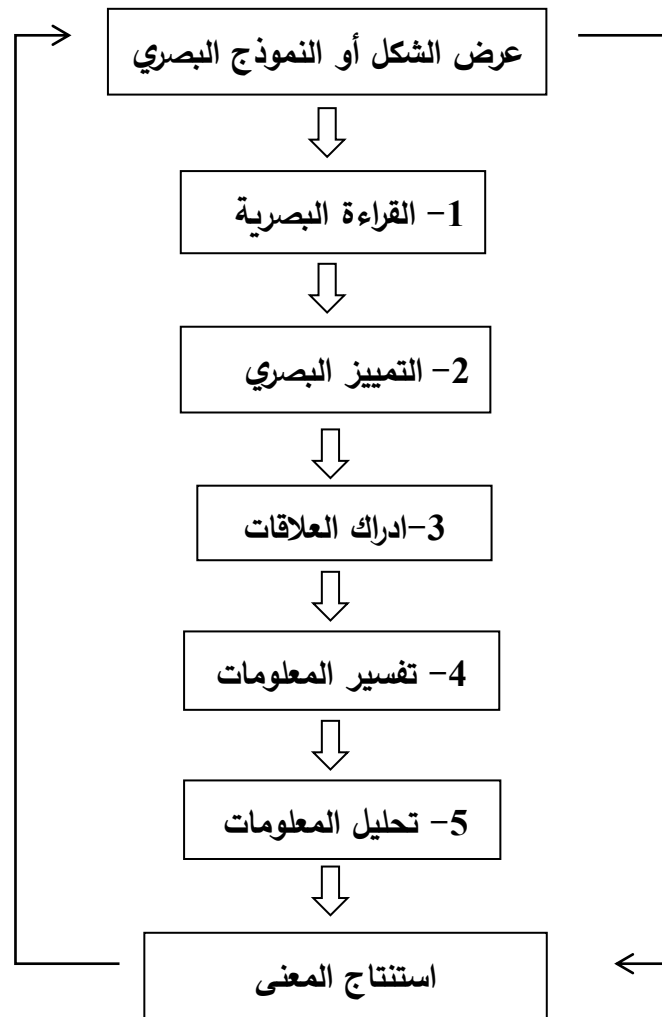 عرض الشكل أو النموذج البصري
1- القراءة البصرية
2- التمييز البصري
3-ادراك العلاقات
4- تفسير المعلومات
5- تحليل المعلومات
استنتاج المعنى